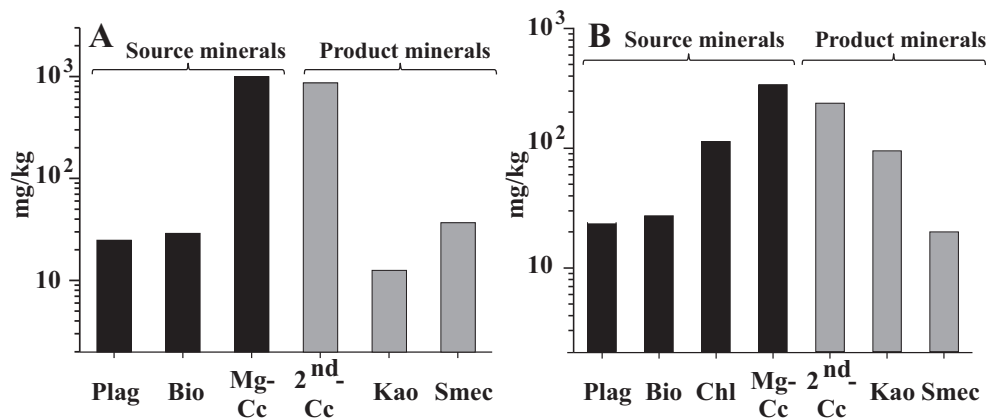 A
Source minerals
Product minerals
mg/kg
10³
10²
10
Plag
Bio
Mg-
Cc
2nd-
Cc
Kao
Smec
B
Source minerals
Product minerals
mg/kg
10³
10²
10
Plag
Bio
Chl
Mg-
Cc
2nd-
Cc
Kao
Smec